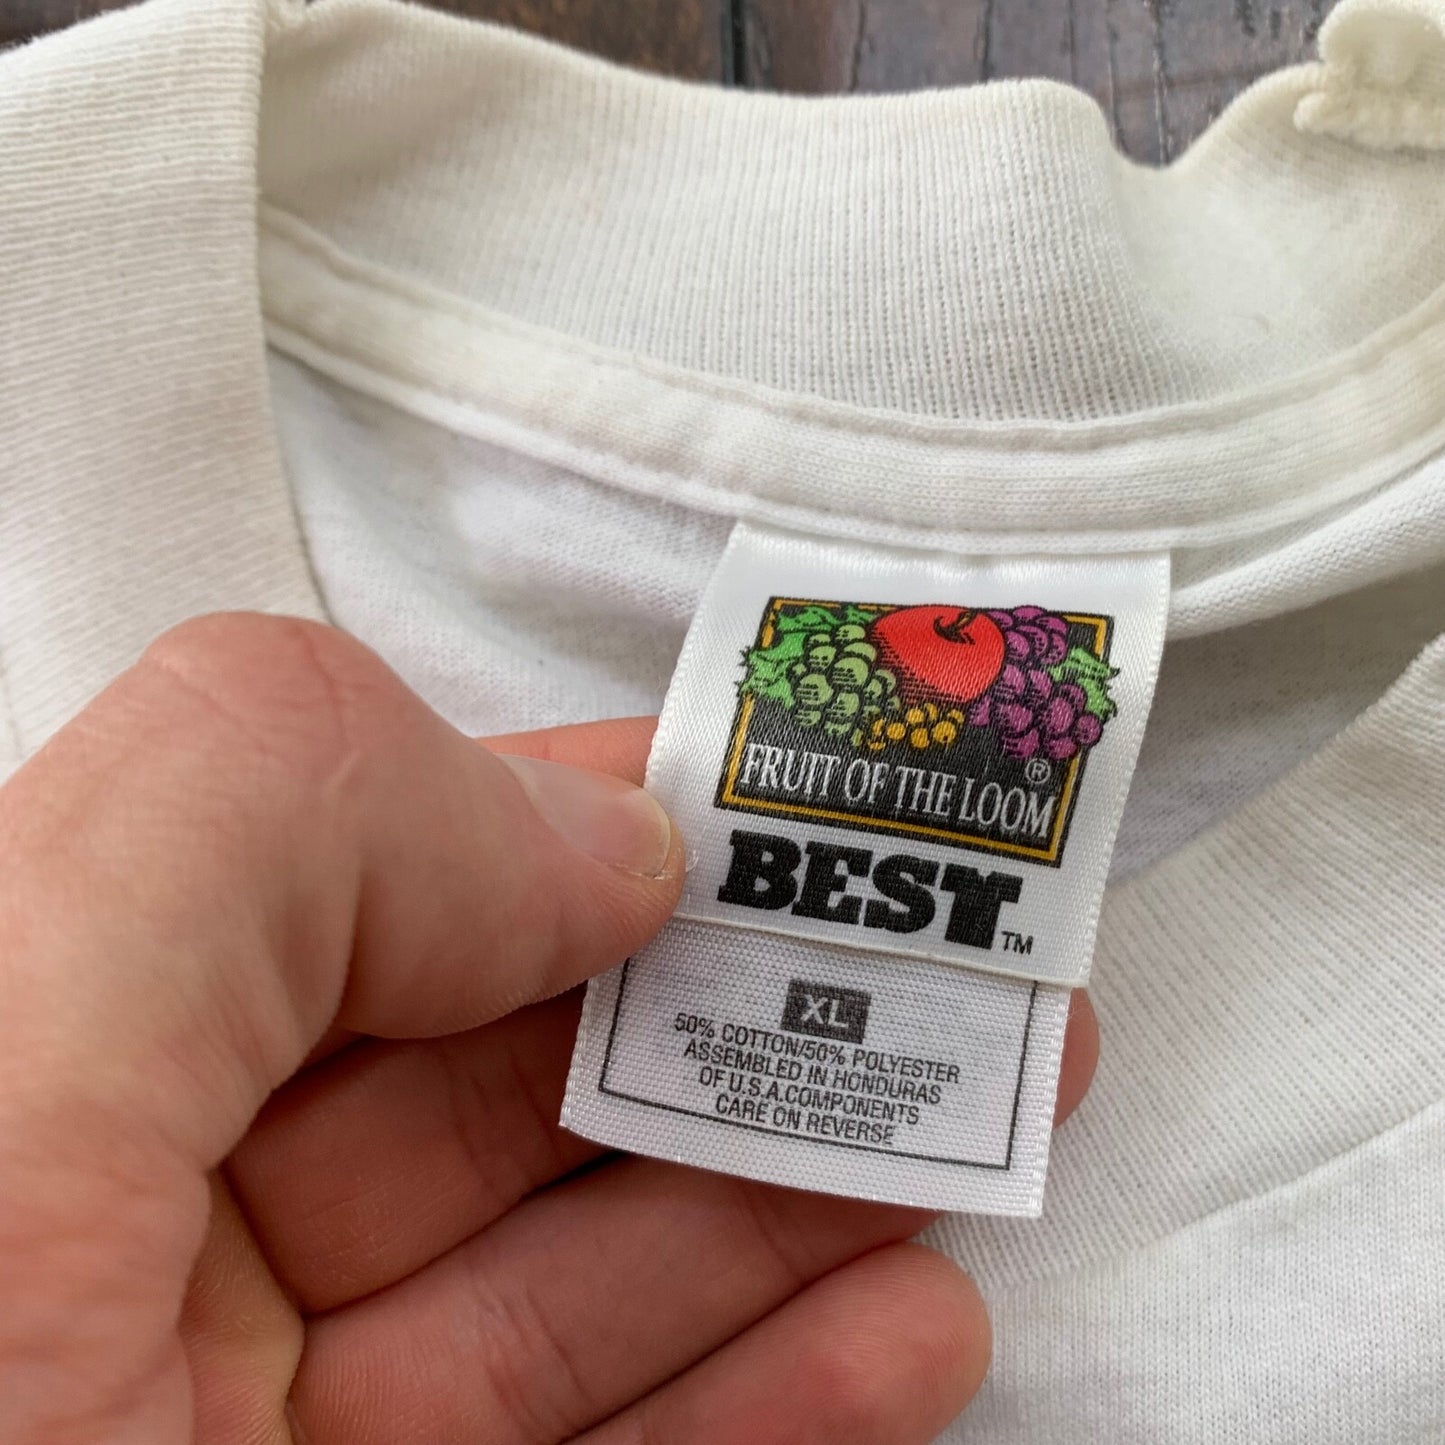 FRUIT OF THE LOOM®
BEST™
XL
50% COTTON/50% POLYESTER
ASSEMBLED IN HONDURAS
OF U.S.A.COMPONENTS
CARE ON REVERSE